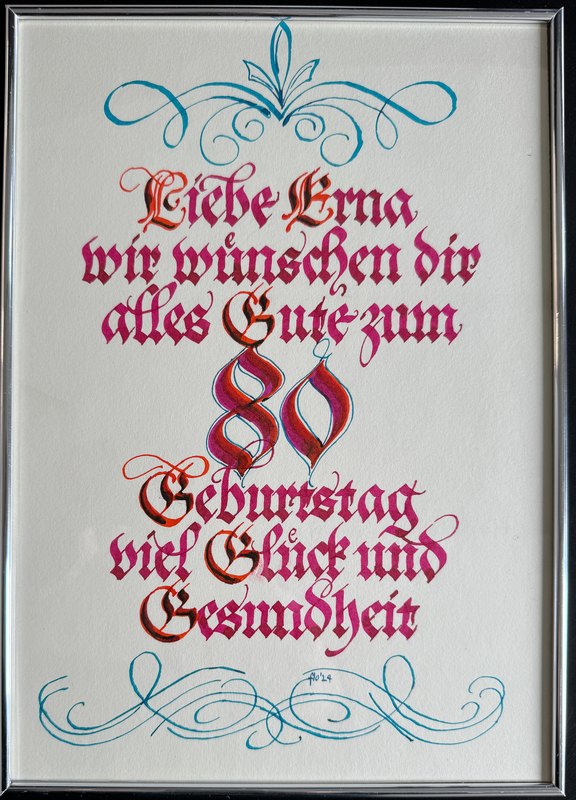 Liebe Erna
wir wünschen dir
alles Gute zum
80
Geburtstag
viel Glück und
Gesundheit